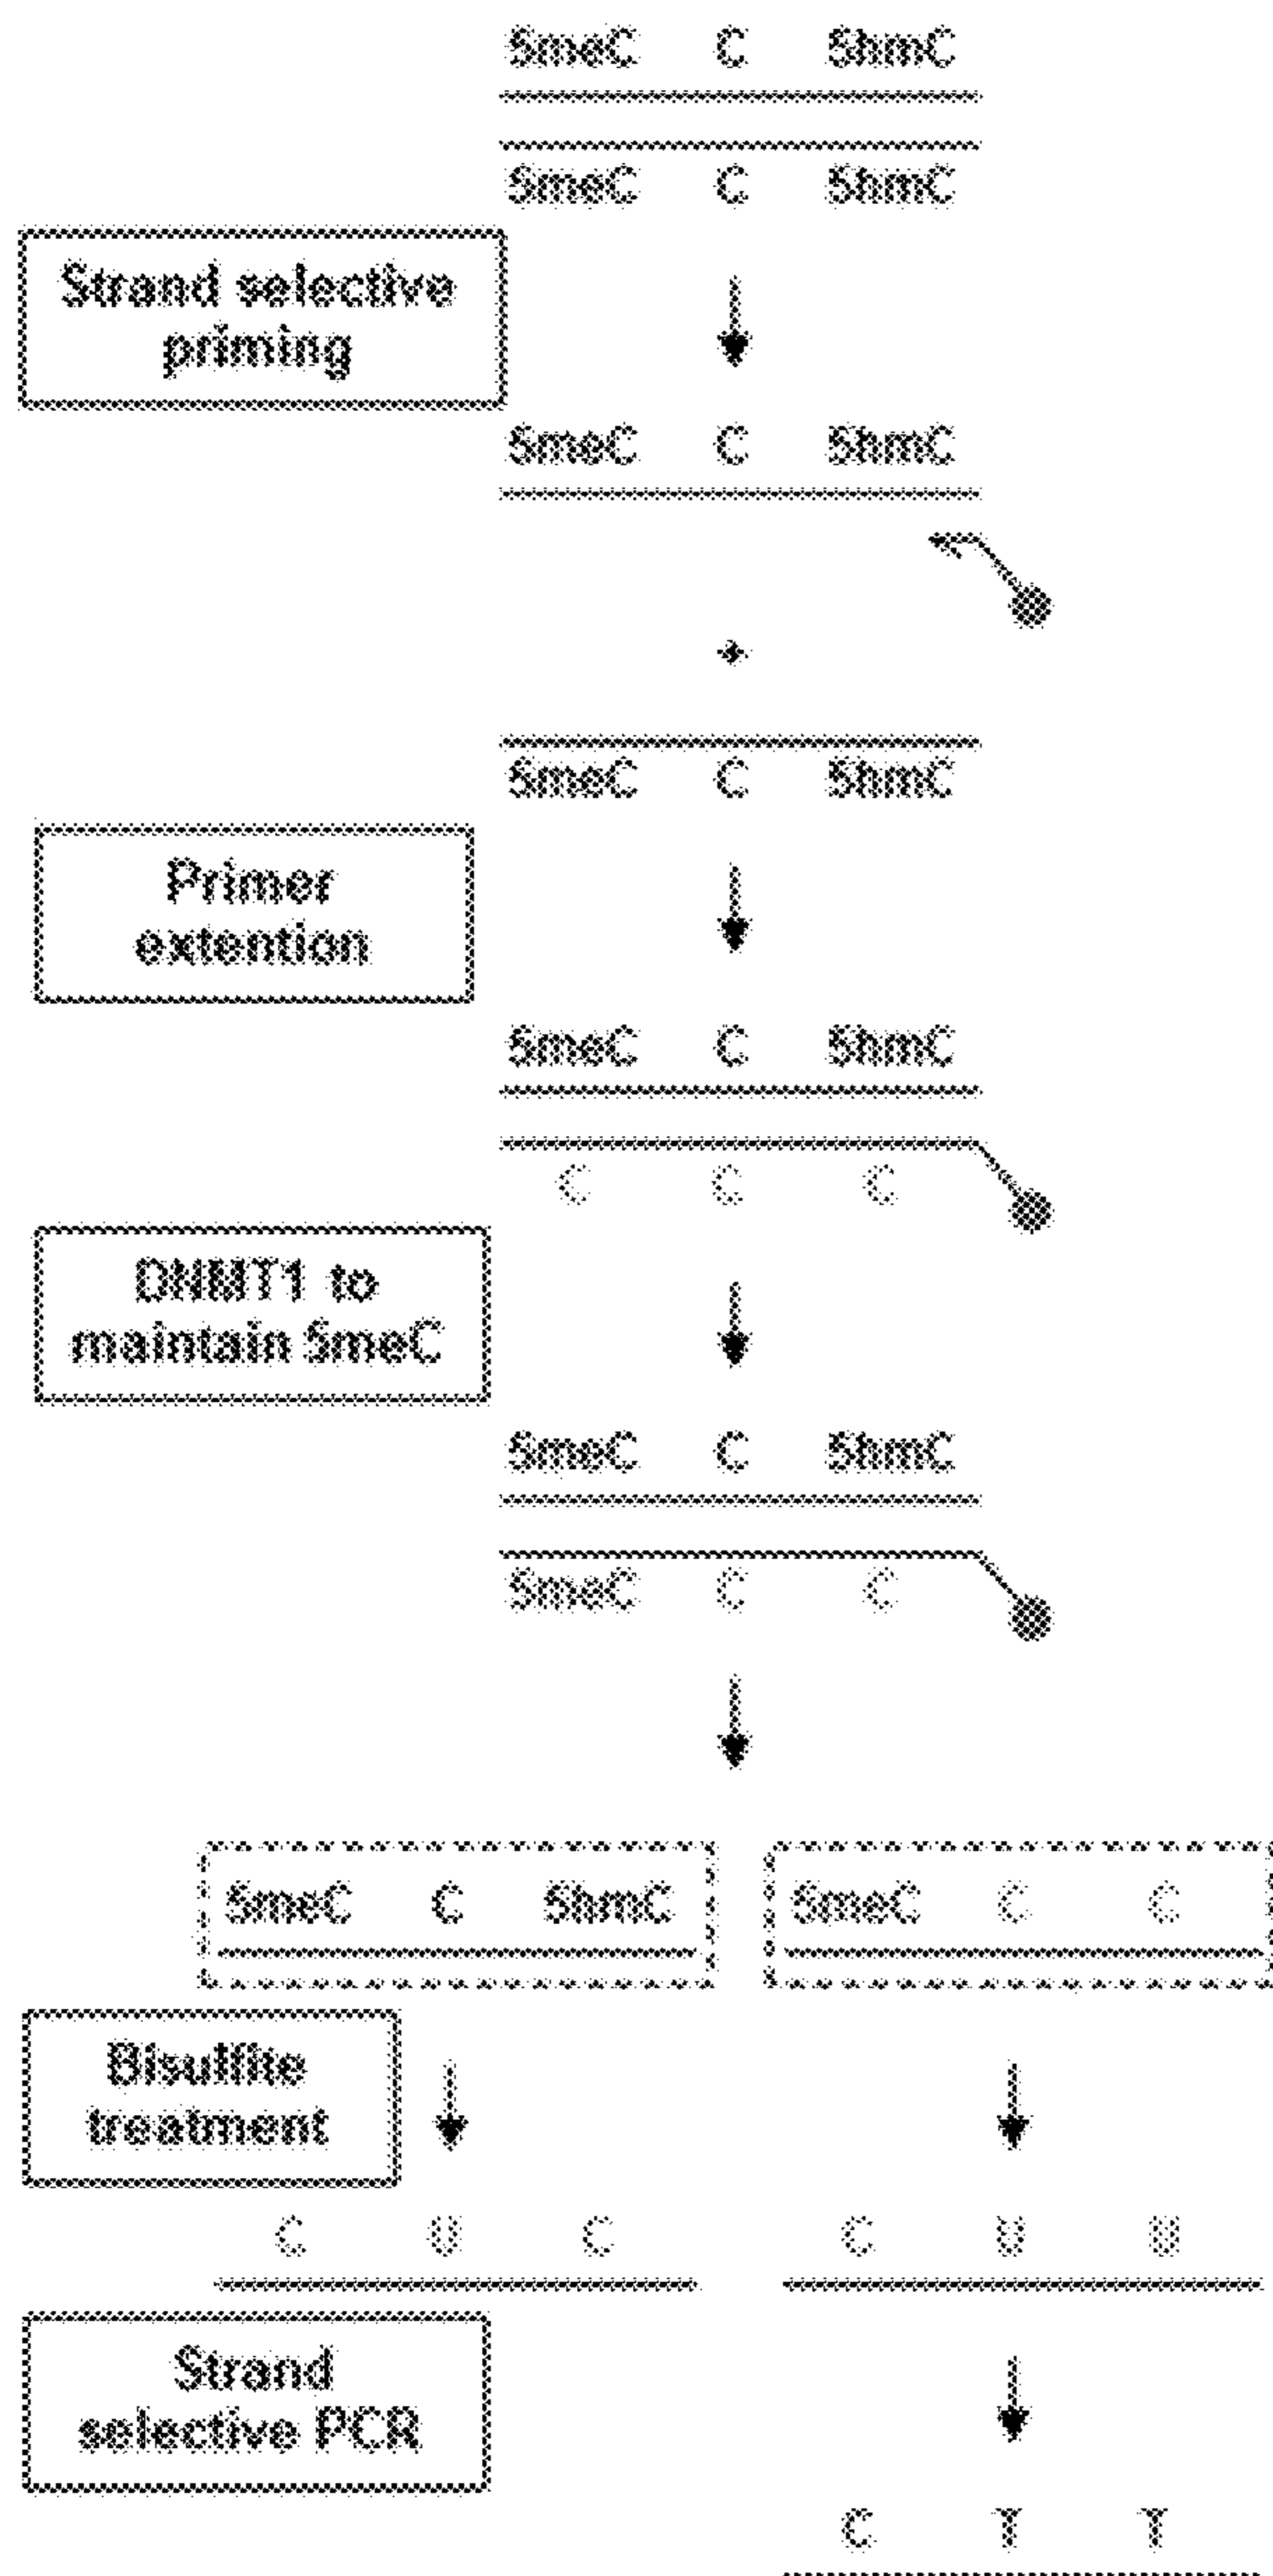 5meC C 5hmC
5meC C 5hmC
Strand selective
priming
5meC C 5hmC
5meC C 5hmC
Primer
extention
5meC C 5hmC
C C C
DNMT1 to
maintain 5meC
5meC C 5hmC
5meC C C
5meC C 5hmC 5meC C C
Bisulfite
treatment
C U C C U U
Strand
selective PCR
C T T